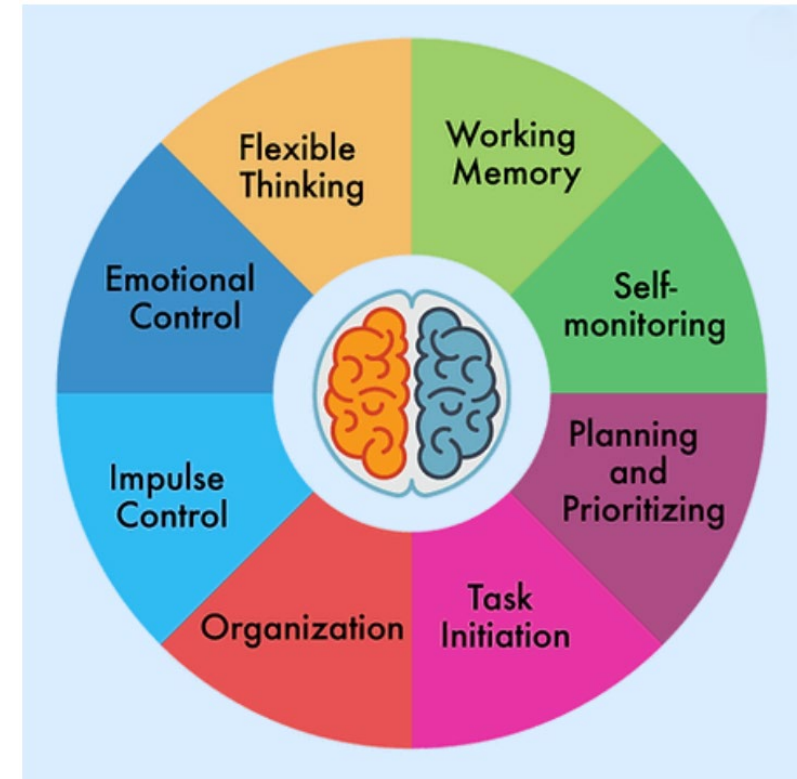 Flexible
Thinking
Working
Memory
Self-
monitoring
Planning
and
Prioritizing
Task
Initiation
Organization
Impulse
Control
Emotional
Control